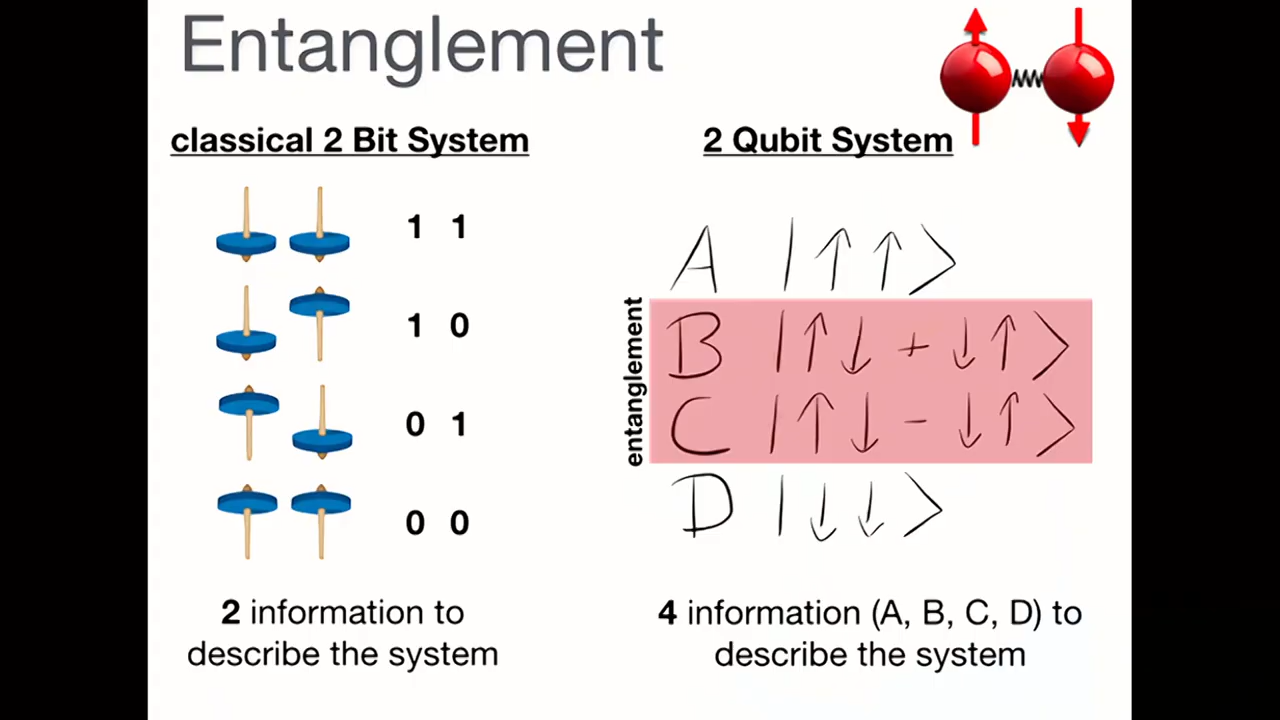 Entanglement
classical 2 Bit System
1 1
1 0
0 1
0 0
2 information to
describe the system
2 Qubit System
A |↑↑⟩
entanglement
B |↑↓ + ↓↑⟩
C |↑↓ - ↓↑⟩
D |↓↓⟩
4 information (A, B, C, D) to
describe the system